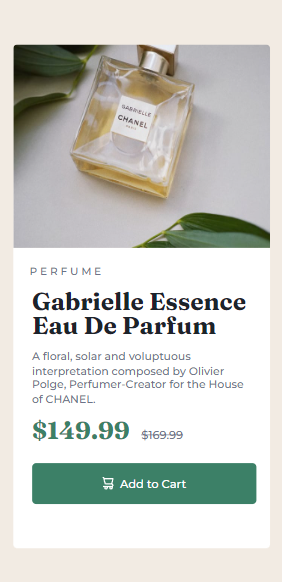 GABRIELLE
CHANEL
PARIS
PERFUME
Gabrielle Essence
Eau De Parfum
A floral, solar and voluptuous
interpretation composed by Olivier
Polge, Perfumer-Creator for the House
of CHANEL.
$149.99 $169.99
Add to Cart